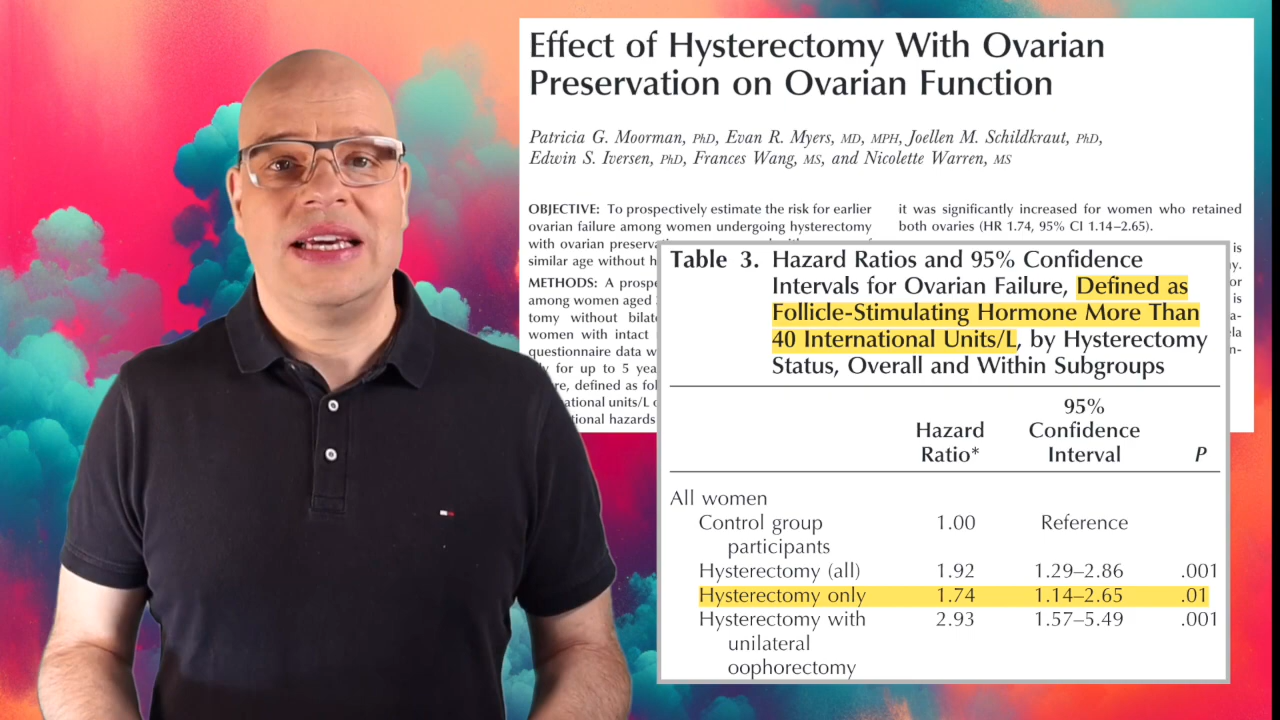 Effect of Hysterectomy With Ovarian
Preservation on Ovarian Function
Patricia G. Moorman, PhD, Evan R. Myers, MD, MPH, Joellen M. Schildkraut, PhD,
Edwin S. Iversen, PhD, Frances Wang, MS, and Nicolette Warren, MS
OBJECTIVE: To prospectively estimate the risk for earlier
ovarian failure among women undergoing hysterectomy
with ovarian
similar age without
METHODS: A
among women aged
tomy without
women with intact
questionnaire data
for up to 5
defined as
units/L
hazards
it was significantly increased for women who retained
both ovaries (HR 1.74, 95% CI 1.14–2.65).
is
is
Table 3. Hazard Ratios and 95% Confidence
Intervals for Ovarian Failure, Defined as
Follicle-Stimulating Hormone More Than
40 International Units/L, by Hysterectomy
Status, Overall and Within Subgroups
95%
Hazard Confidence
Ratio* Interval P
All women
Control group 1.00 Reference
participants
Hysterectomy (all) 1.92 1.29–2.86 .001
Hysterectomy only 1.74 1.14–2.65 .01
Hysterectomy with 2.93 1.57–5.49 .001
unilateral
oophorectomy